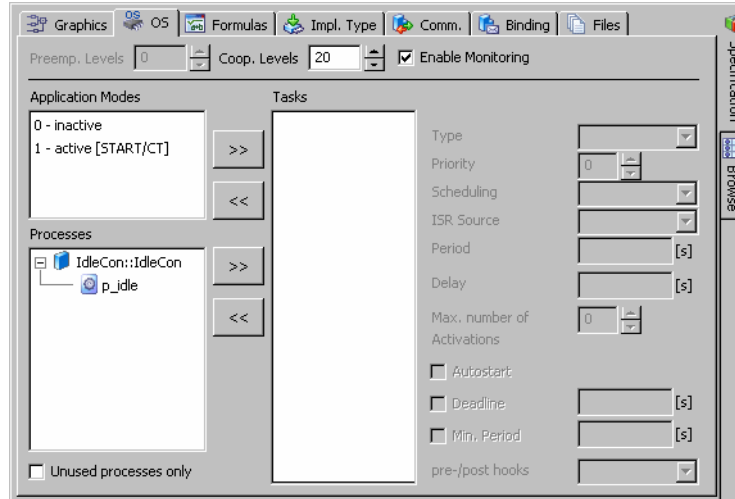 Graphics OS Formulas Impl. Type Comm. Binding Files
Preemp. Levels 0 Coop. Levels 20 Enable Monitoring
Application Modes Tasks
0 - inactive
1 - active [START/CT]
>>
<<
Processes
IdleCon::IdleCon
p_idle
>>
<<
Unused processes only
Type
Priority 0
Scheduling
ISR Source
Period [s]
Delay [s]
Max. number of 0
Activations
Autostart
Deadline [s]
Min. Period [s]
pre-/post hooks
Specification
Browse